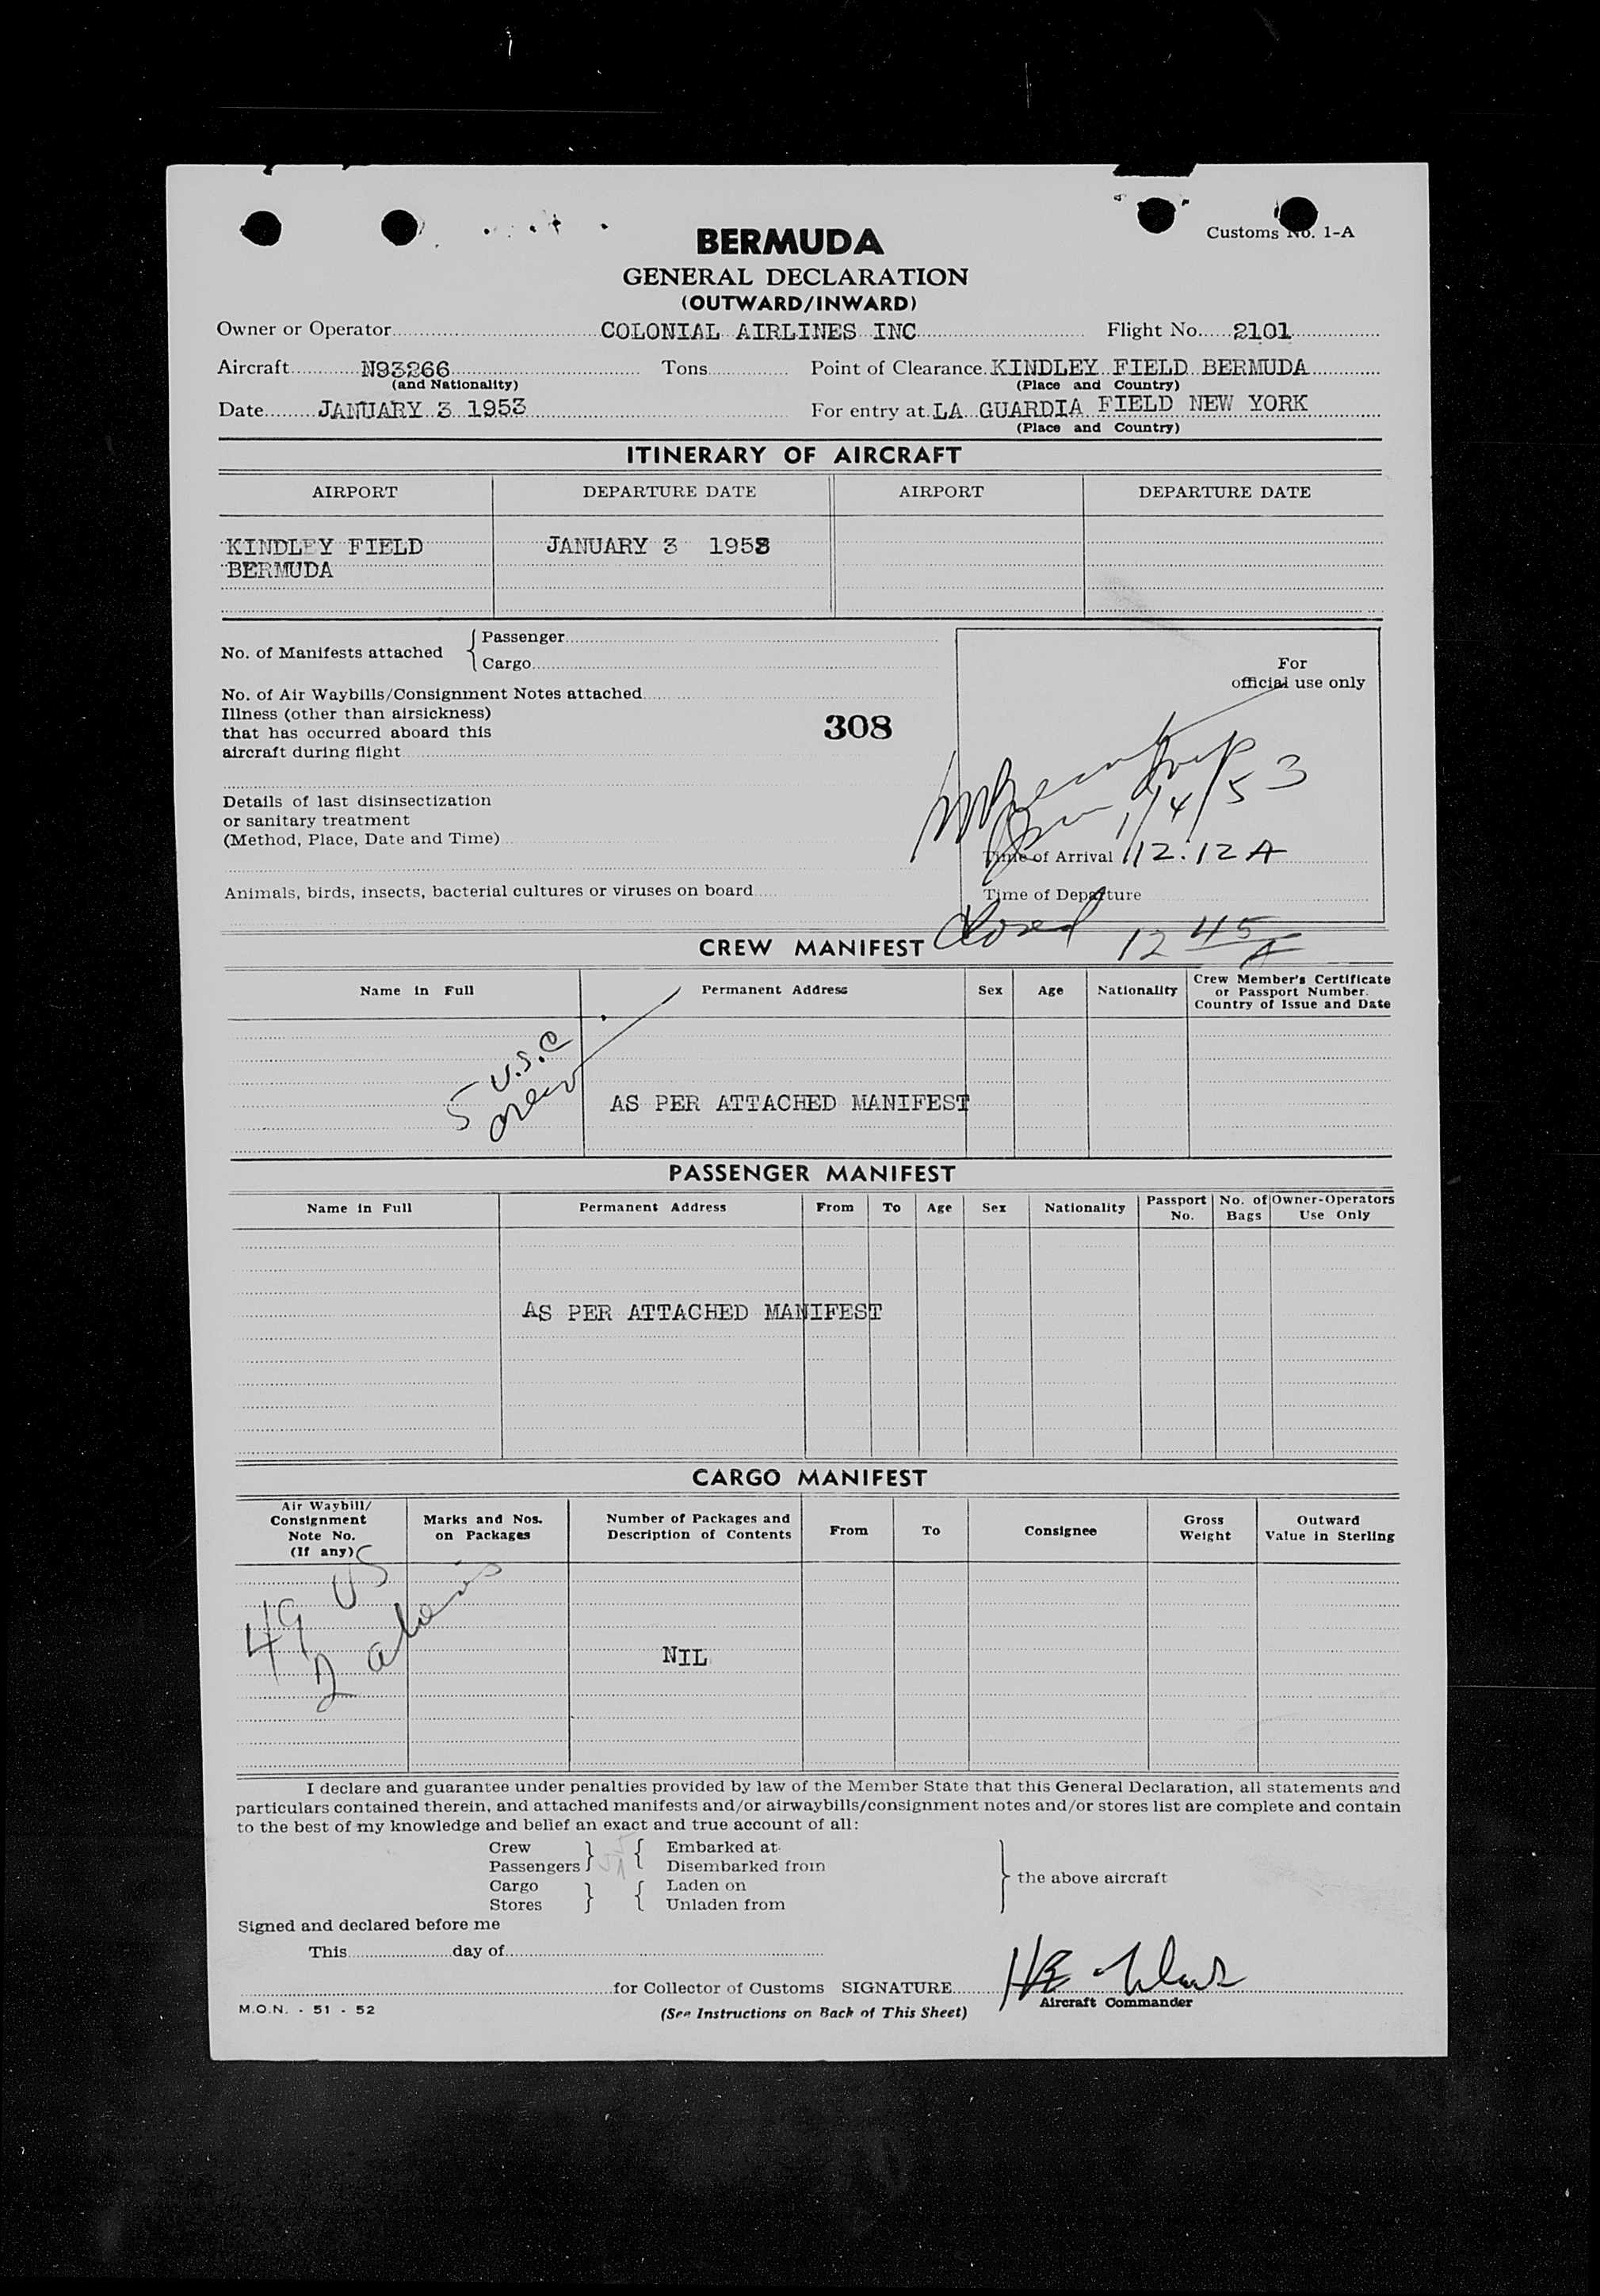 BERMUDA
Customs No. 1-A
GENERAL DECLARATION
(OUTWARD/INWARD)
Owner or Operator COLONIAL AIRLINES INC Flight No. 2101
Aircraft N93266 Tons Point of Clearance KINDLEY FIELD BERMUDA
(and Nationality) (Place and Country)
Date JANUARY 3 1953 For entry at LA GUARDIA FIELD NEW YORK
(Place and Country)
ITINERARY OF AIRCRAFT
AIRPORT DEPARTURE DATE AIRPORT DEPARTURE DATE
KINDLEY FIELD JANUARY 3 1953
BERMUDA
No. of Manifests attached { Passenger
Cargo
For
official use only
No. of Air Waybills/Consignment Notes attached
Illness (other than airsickness)
that has occurred aboard this
aircraft during flight
308
1/4/53
Details of last disinsectization
or sanitary treatment
(Method, Place, Date and Time)
Time of Arrival 12:12 A
Animals, birds, insects, bacterial cultures or viruses on board
Time of Departure
Closed 12 45 A
CREW MANIFEST
Name in Full Permanent Address Sex Age Nationality Crew Member's Certificate
or Passport Number.
Country of Issue and Date
5 U.S.C
crew
AS PER ATTACHED MANIFEST
PASSENGER MANIFEST
Name in Full Permanent Address From To Age Sex Nationality Passport No. No. of Bags Owner-Operators Use Only
AS PER ATTACHED MANIFEST
CARGO MANIFEST
Air Waybill/
Consignment
Note No.
(If any)
Marks and Nos.
on Packages
Number of Packages and
Description of Contents
From To Consignee
Gross
Weight
Outward
Value in Sterling
49 US
2 aliens
NIL
I declare and guarantee under penalties provided by law of the Member State that this General Declaration, all statements and
particulars contained therein, and attached manifests and/or airwaybills/consignment notes and/or stores list are complete and contain
to the best of my knowledge and belief an exact and true account of all:
Crew } { Embarked at
Passengers Disembarked from
} the above aircraft
Cargo } { Laden on
Stores Unladen from
Signed and declared before me
This day of
for Collector of Customs SIGNATURE
Aircraft Commander
M.O.N. - 51 - 52
(See Instructions on Back of This Sheet)